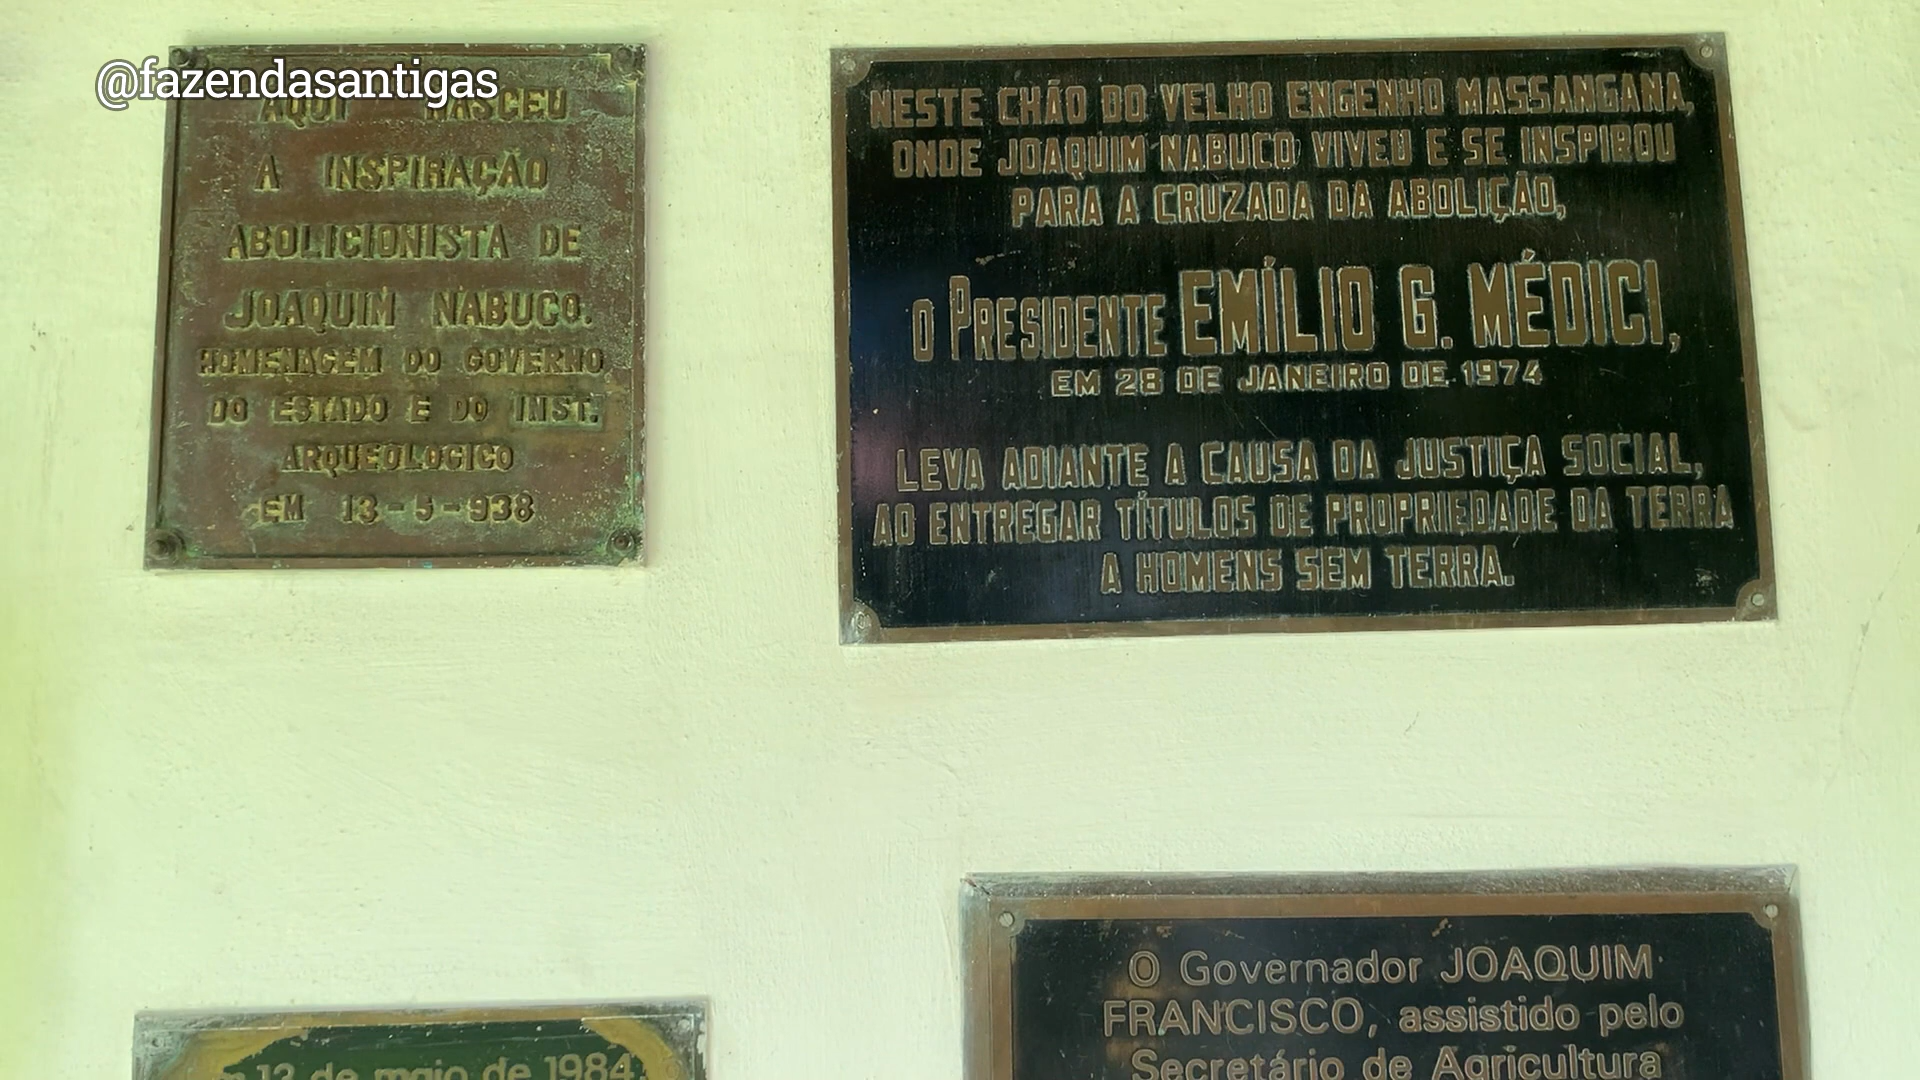 @fazendasantigas
AQUI NASCEU
A INSPIRAÇÃO
ABOLICIONISTA DE
JOAQUIM NABUCO.
HOMENAGEM DO GOVERNO
DO ESTADO E DO INST.
ARQUEOLOGICO
EM 13-5-938
NESTE CHÃO DO VELHO ENGENHO MASSANGANA,
ONDE JOAQUIM NABUCO VIVEU E SE INSPIROU
PARA A CRUZADA DA ABOLIÇÃO,
O PRESIDENTE EMÍLIO G. MÉDICI,
EM 28 DE JANEIRO DE 1974
LEVA ADIANTE A CAUSA DA JUSTIÇA SOCIAL,
AO ENTREGAR TÍTULOS DE PROPRIEDADE DA TERRA
A HOMENS SEM TERRA.
de maio de 1984,
O Governador JOAQUIM
FRANCISCO, assistido pelo
Secretário de Agricultura